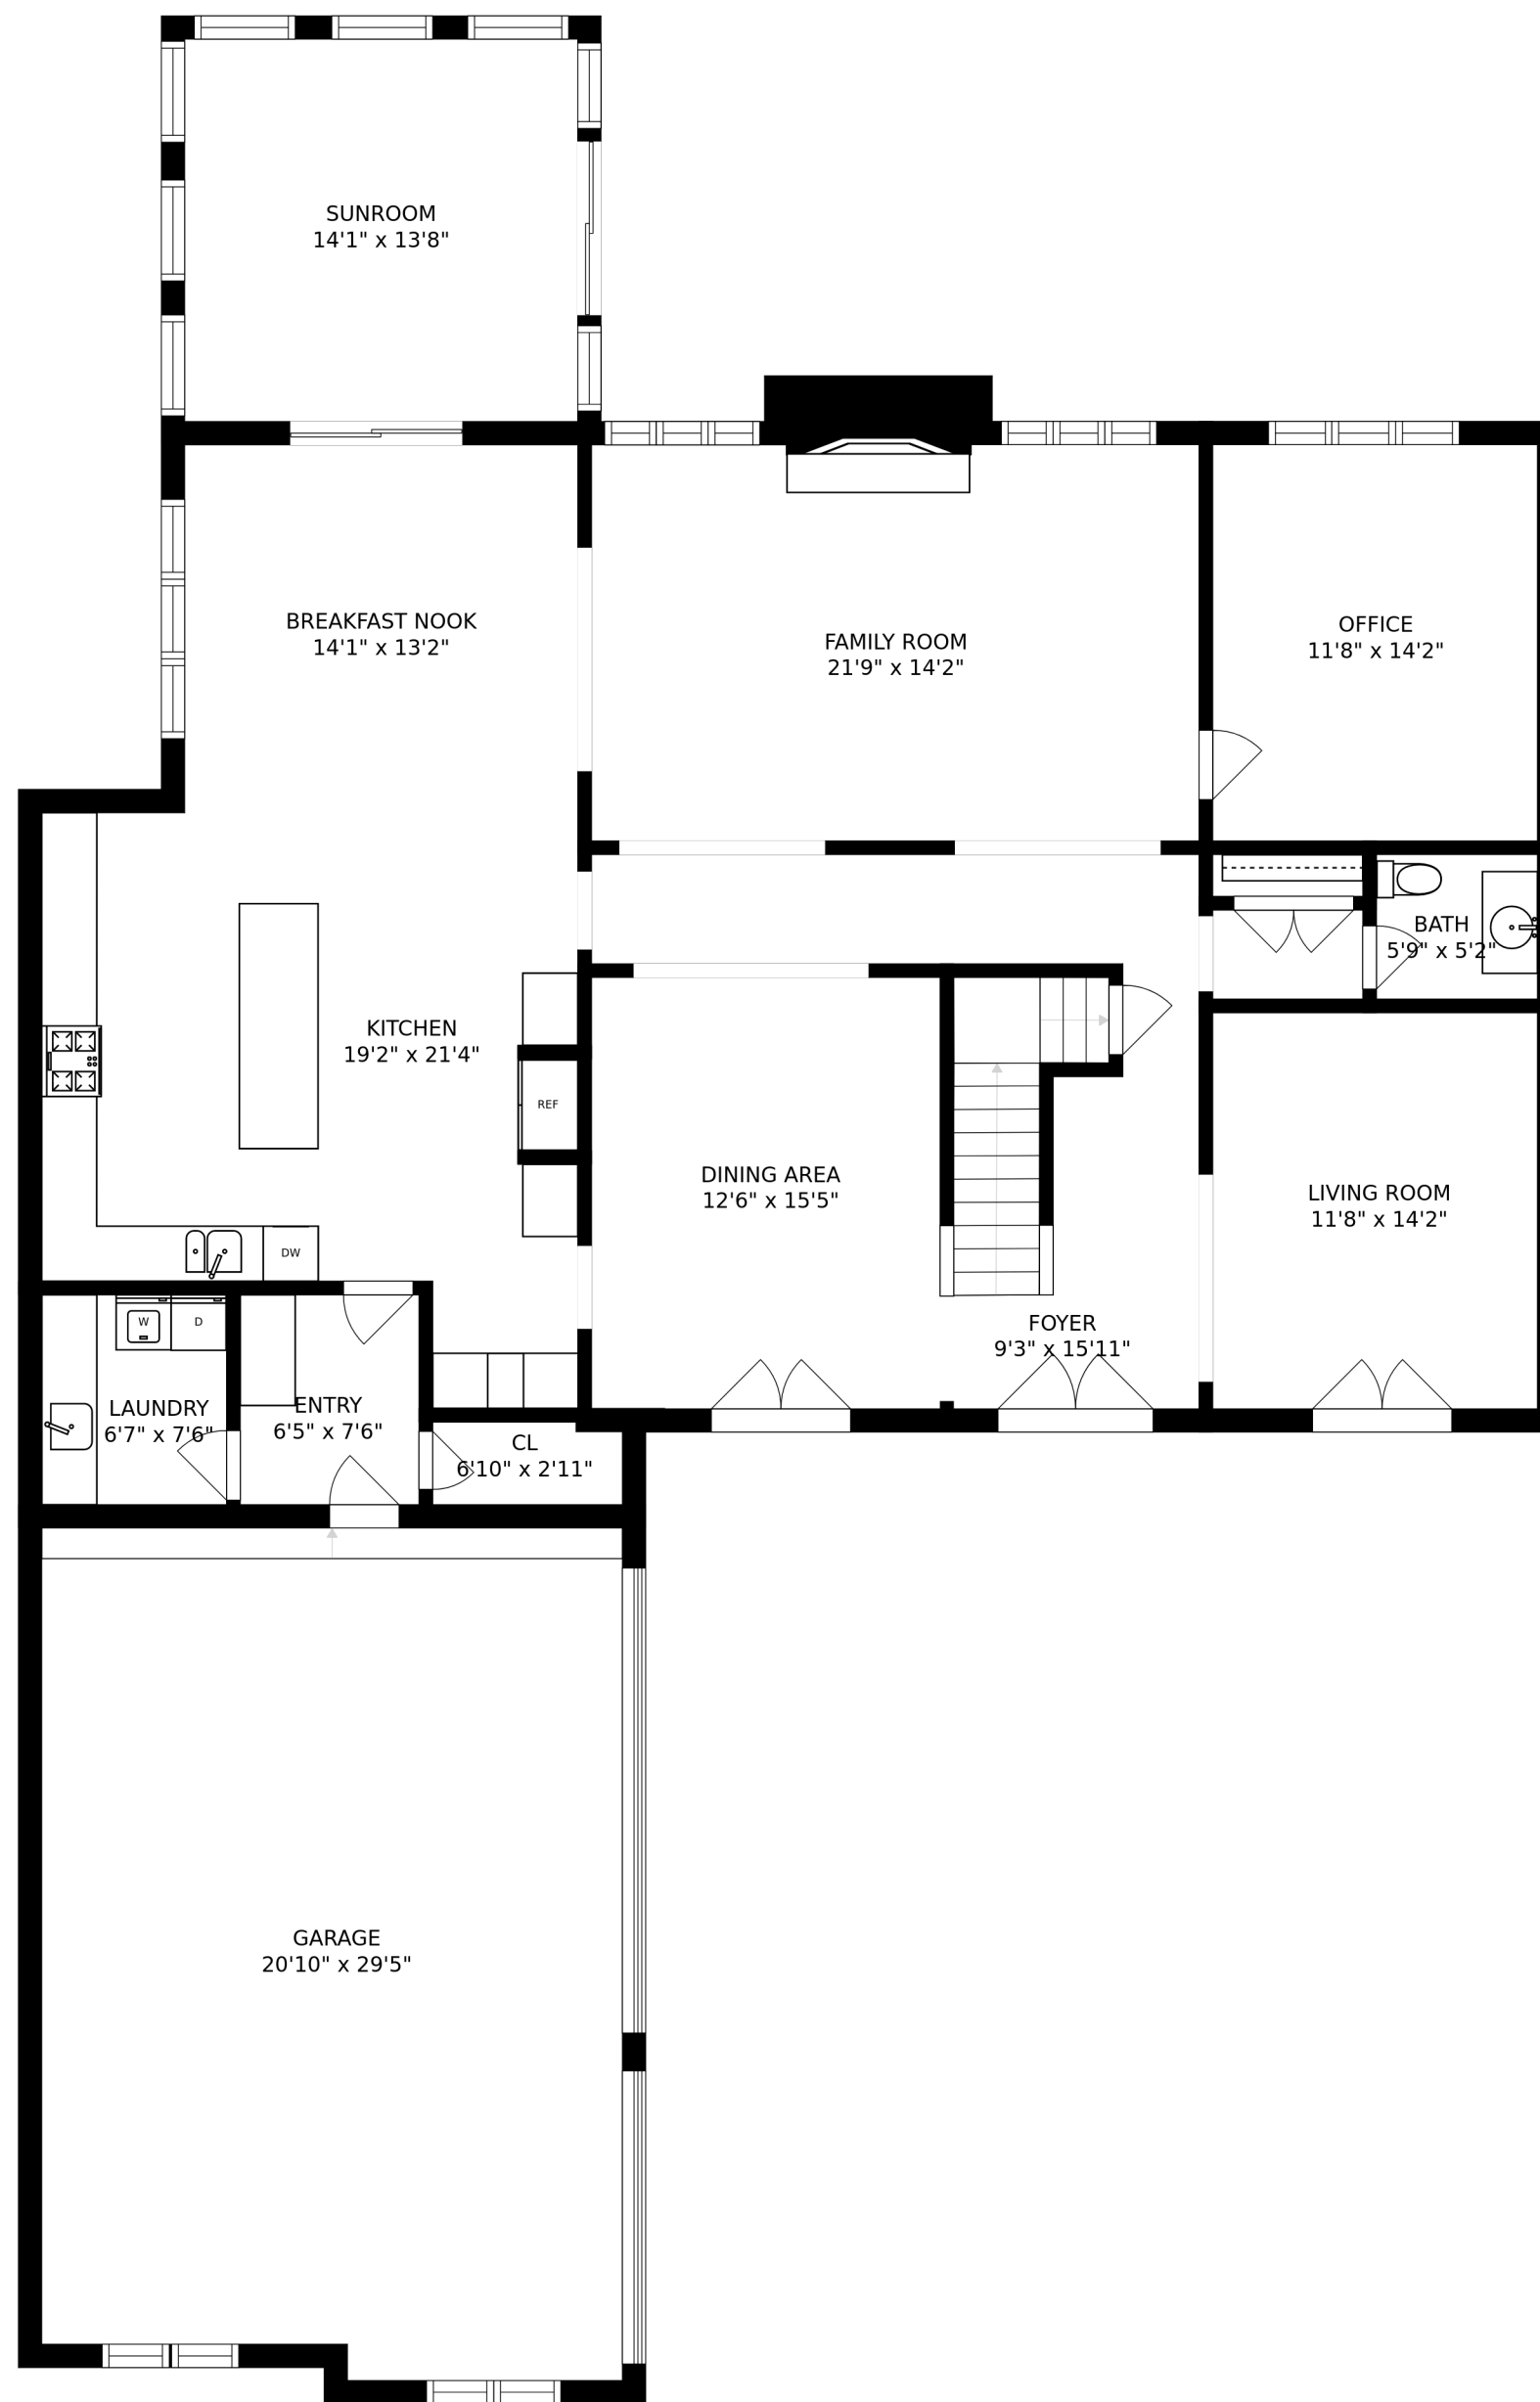 SUNROOM
14'1" x 13'8"
BREAKFAST NOOK
14'1" x 13'2"
FAMILY ROOM
21'9" x 14'2"
OFFICE
11'8" x 14'2"
BATH
5'9" x 5'2"
KITCHEN
19'2" x 21'4"
REF
DINING AREA
12'6" x 15'5"
LIVING ROOM
11'8" x 14'2"
DW
FOYER
9'3" x 15'11"
W
D
LAUNDRY
6'7" x 7'6"
ENTRY
6'5" x 7'6"
CL
6'10" x 2'11"
GARAGE
20'10" x 29'5"